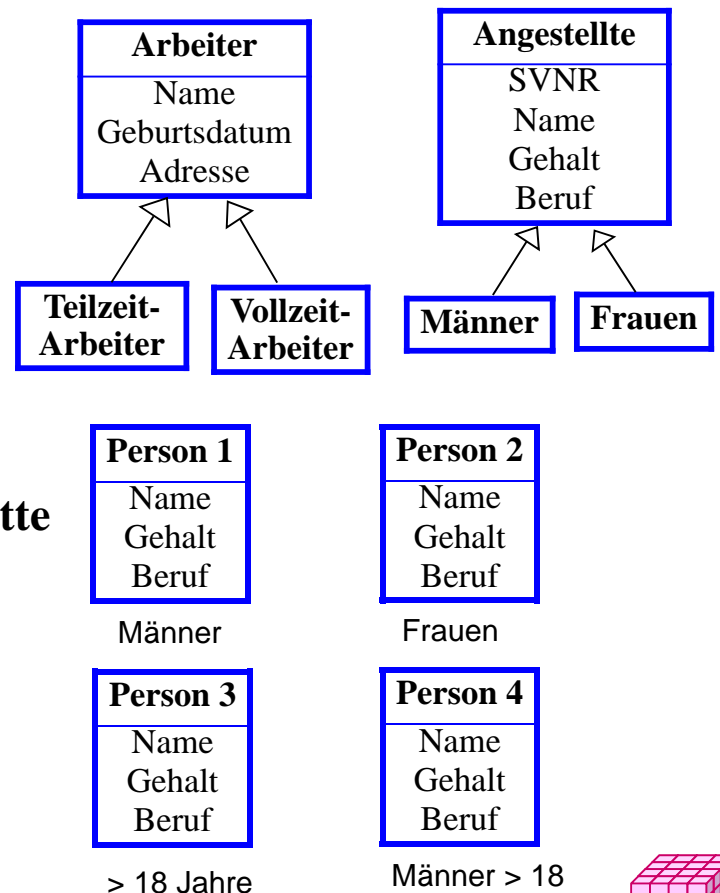 Arbeiter
Name
Geburtsdatum
Adresse
Angestellte
SVNR
Name
Gehalt
Beruf
Teilzeit-
Arbeiter
Vollzeit-
Arbeiter
Männer
Frauen
tte
Person 1
Name
Gehalt
Beruf
Männer
Person 2
Name
Gehalt
Beruf
Frauen
Person 3
Name
Gehalt
Beruf
> 18 Jahre
Person 4
Name
Gehalt
Beruf
Männer > 18